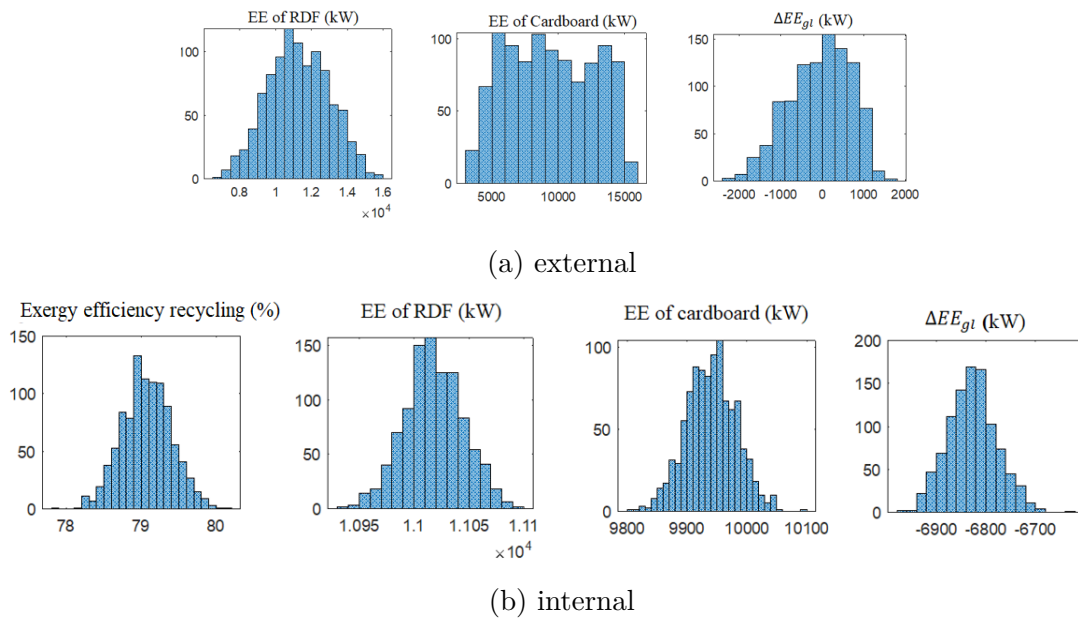 EE of RDF (kW)
EE of Cardboard (kW)
ΔEE_gl (kW)
100
50
0
0.8 1 1.2 1.4 1.6
×10^4
100
50
0
5000 10000 15000
150
100
50
0
-2000 -1000 0 1000 2000
(a) external
Exergy efficiency recycling (%)
EE of RDF (kW)
EE of cardboard (kW)
ΔEE_gl (kW)
150
100
50
0
78 79 80
150
100
50
0
1.095 1.1 1.105 1.11
×10^4
100
50
0
9800 9900 10000 10100
200
150
100
50
0
-6900 -6800 -6700
(b) internal